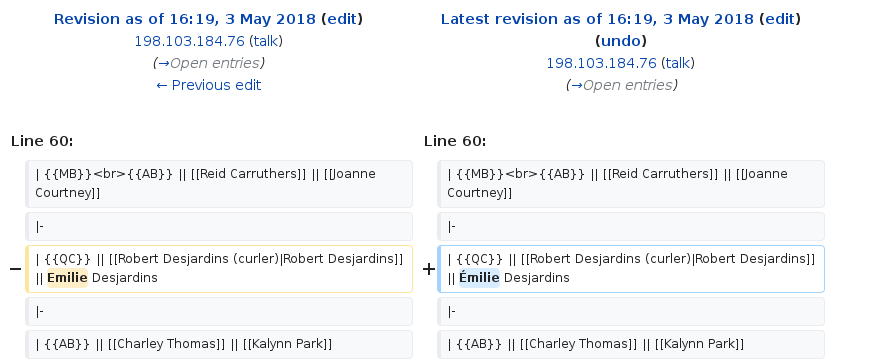 Revision as of 16:19, 3 May 2018 (edit)
198.103.184.76 (talk)
(→Open entries)
← Previous edit
Latest revision as of 16:19, 3 May 2018 (edit)
(undo)
198.103.184.76 (talk)
(→Open entries)
Line 60:
Line 60:
| {{MB}}<br>{{AB}} || [[Reid Carruthers]] || [[Joanne
Courtney]]
| {{MB}}<br>{{AB}} || [[Reid Carruthers]] || [[Joanne
Courtney]]
|-
|-
− | {{QC}} || [[Robert Desjardins (curler)|Robert Desjardins]]
|| Emilie Desjardins
+ | {{QC}} || [[Robert Desjardins (curler)|Robert Desjardins]]
|| Émilie Desjardins
|-
|-
| {{AB}} || [[Charley Thomas]] || [[Kalynn Park]]
| {{AB}} || [[Charley Thomas]] || [[Kalynn Park]]